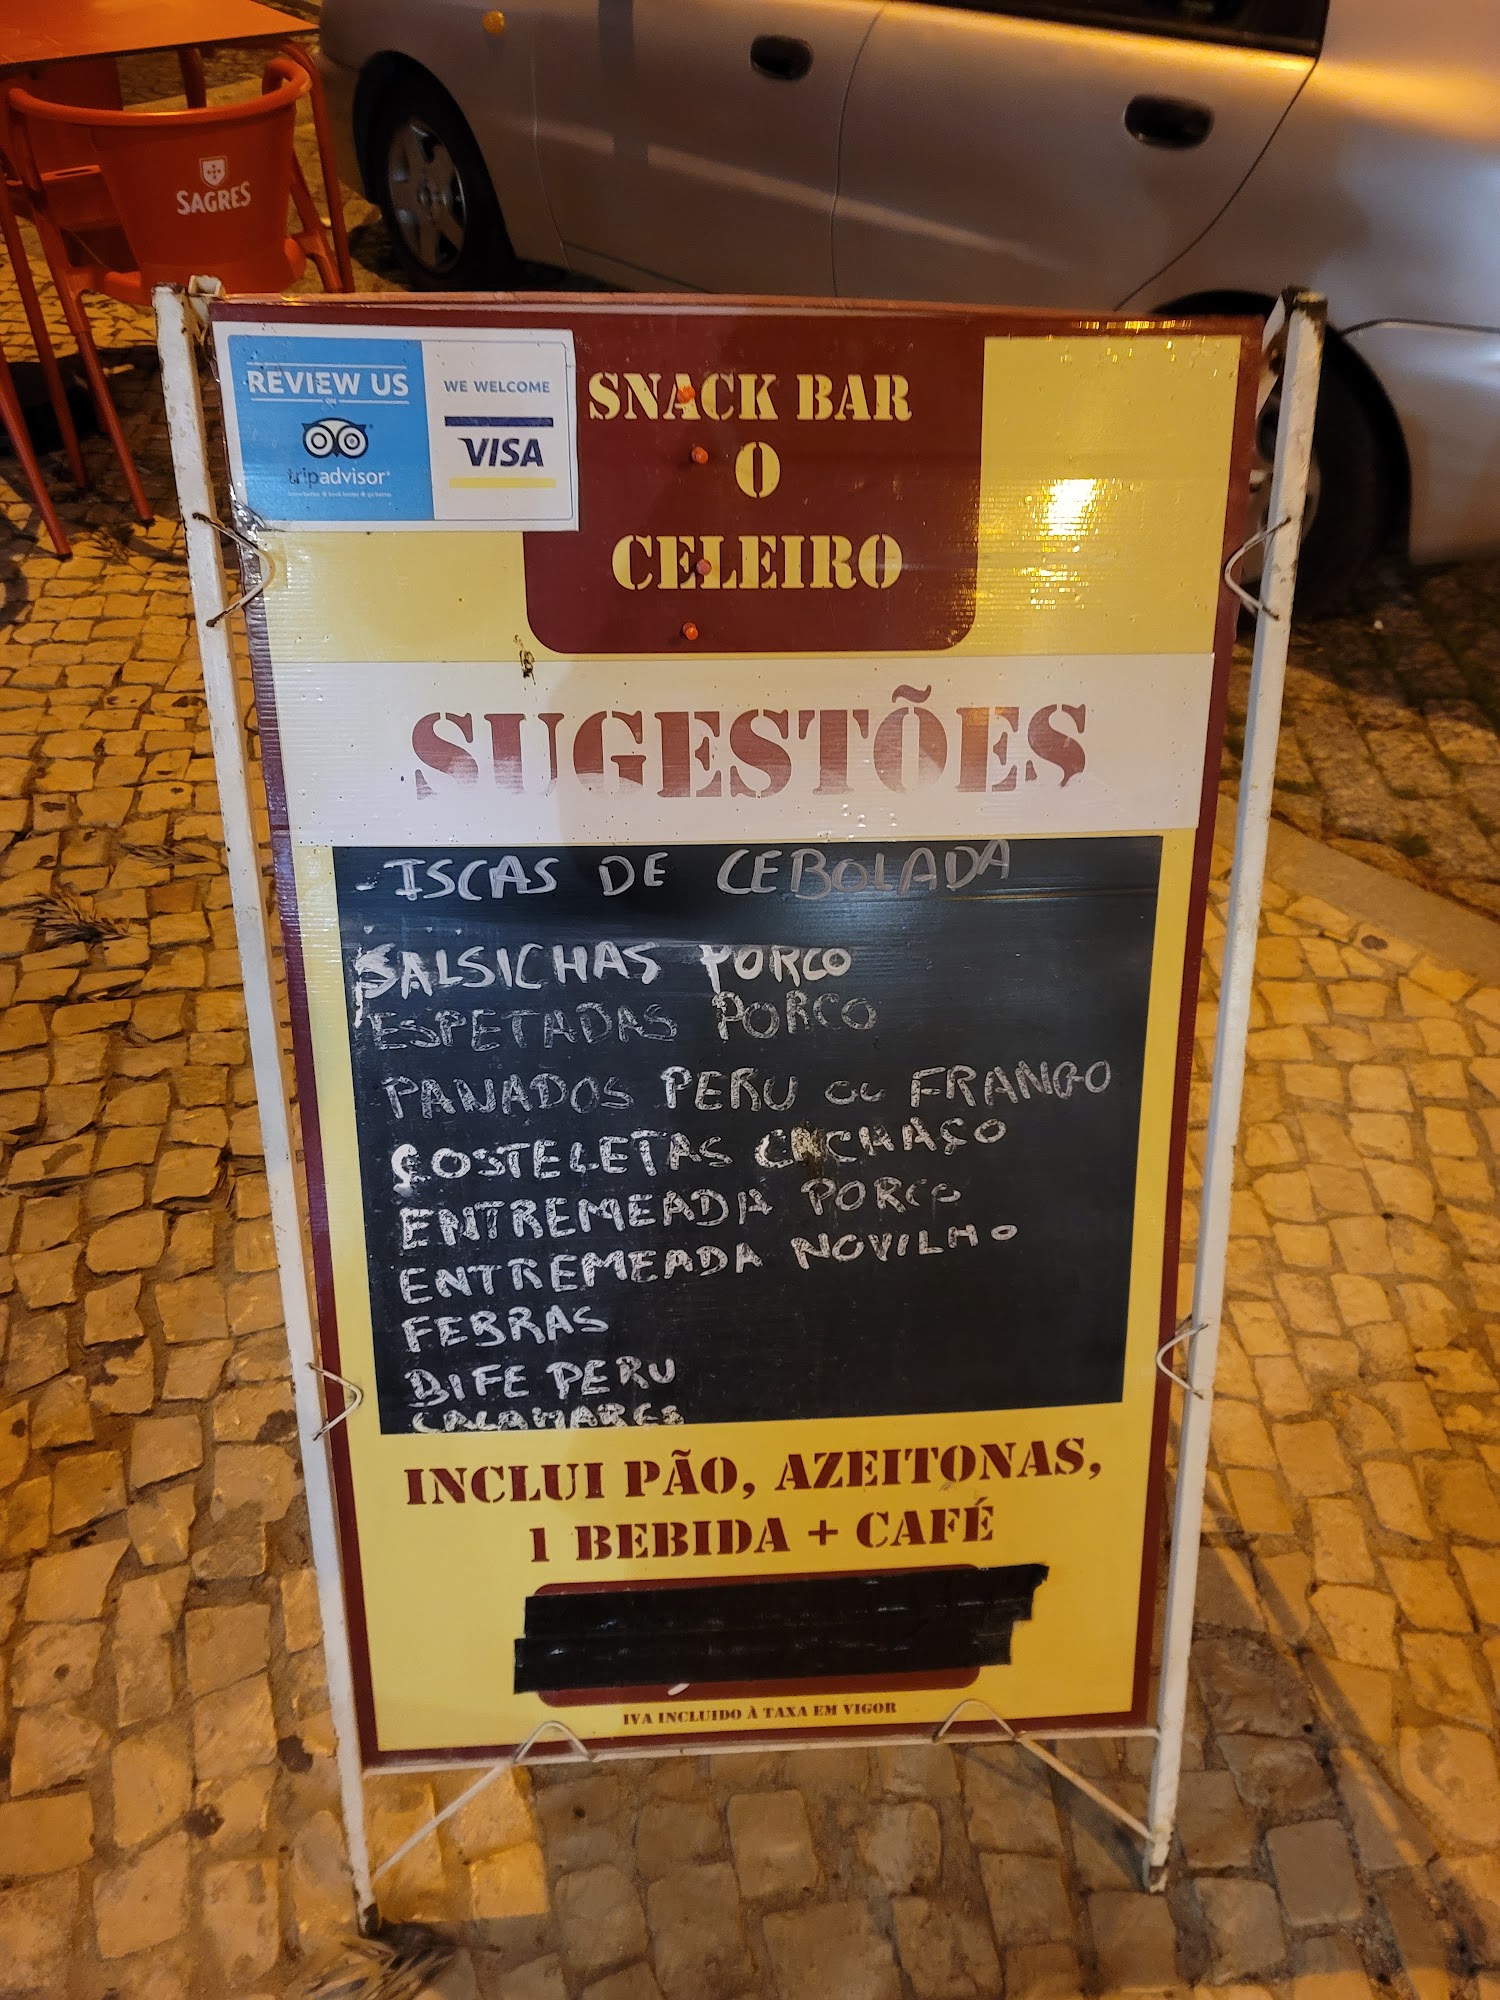 SAGRES
REVIEW US
ON
tripadvisor
WE WELCOME
VISA
SNACK BAR
O
CELEIRO
SUGESTÕES
- ISCAS DE CEBOLADA
SALSICHAS PORCO
ESPETADAS PORCO
PANADOS PERU OU FRANGO
COSTELETAS CACHAÇO
ENTREMEADA PORCO
ENTREMEADA NOVILHO
FEBRAS
BIFE PERU
CALAMARES
INCLUI PÃO, AZEITONAS,
1 BEBIDA + CAFÉ
IVA INCLUIDO À TAXA EM VIGOR